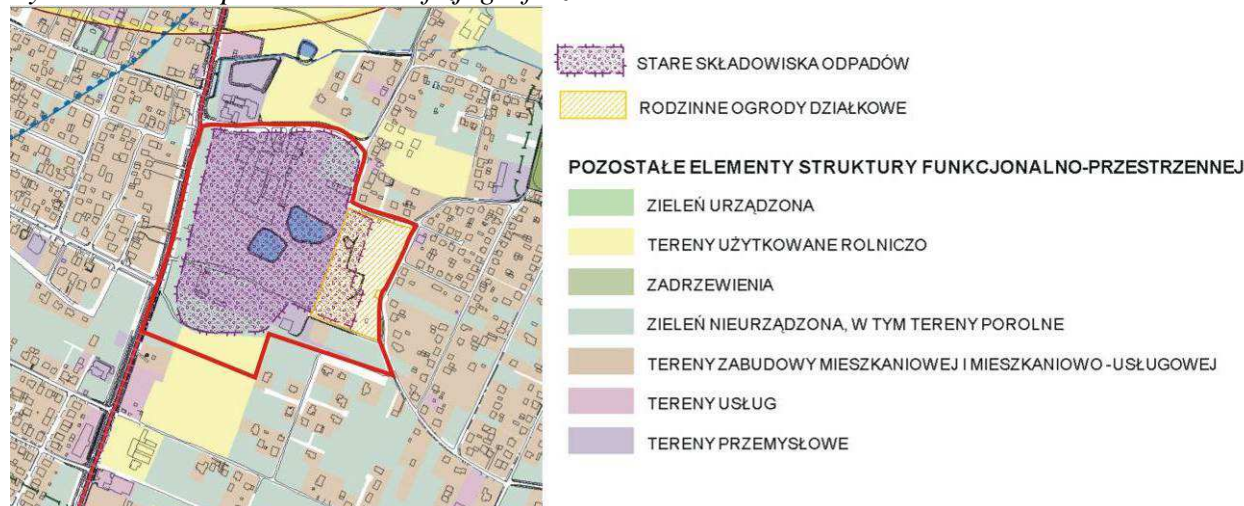 STARE SKŁADOWISKA ODPADÓW
RODZINNE OGRODY DZIAŁKOWE
POZOSTAŁE ELEMENTY STRUKTURY FUNKCJONALNO-PRZESTRZENNEJ
ZIELEŃ URZĄDZONA
TERENY UŻYTKOWANE ROLNICZO
ZADRZEWIENIA
ZIELEŃ NIEURZĄDZONA, W TYM TERENY POROLNE
TERENY ZABUDOWY MIESZKANIOWEJ I MIESZKANIOWO - USŁUGOWEJ
TERENY USŁUG
TERENY PRZEMYSŁOWE